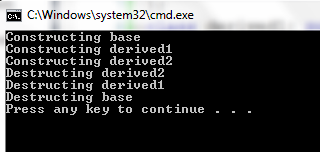 C:\Windows\system32\cmd.exe
Constructing base
Constructing derived1
Constructing derived2
Destructing derived2
Destructing derived1
Destructing base
Press any key to continue . . .